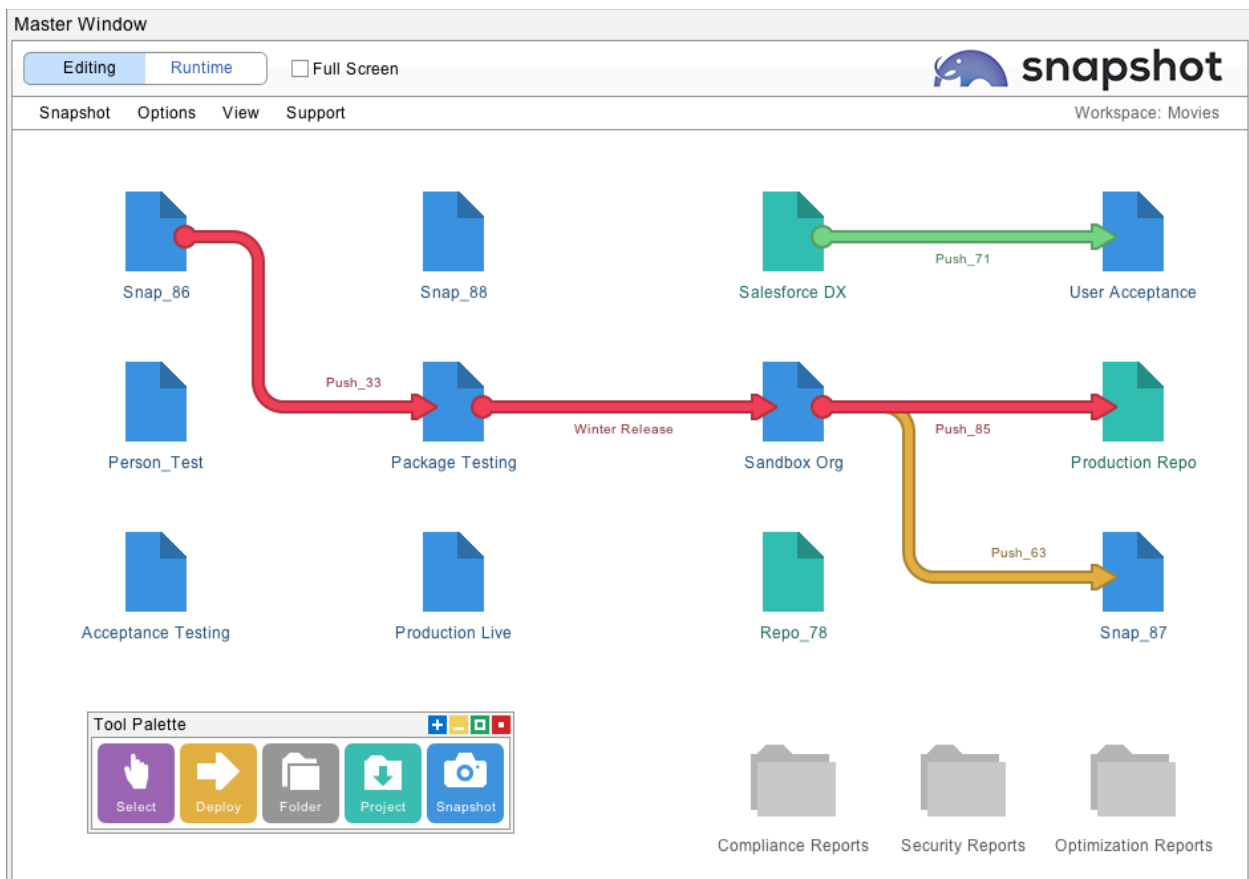 Master Window
Editing Runtime Full Screen snapshot
Snapshot Options View Support Workspace: Movies
Push_71
Snap_86 Snap_88 Salesforce DX User Acceptance
Push_33
Winter Release Push_85
Person_Test Package Testing Sandbox Org Production Repo
Push_63
Acceptance Testing Production Live Repo_78 Snap_87
Tool Palette
Select Deploy Folder Project Snapshot
Compliance Reports Security Reports Optimization Reports